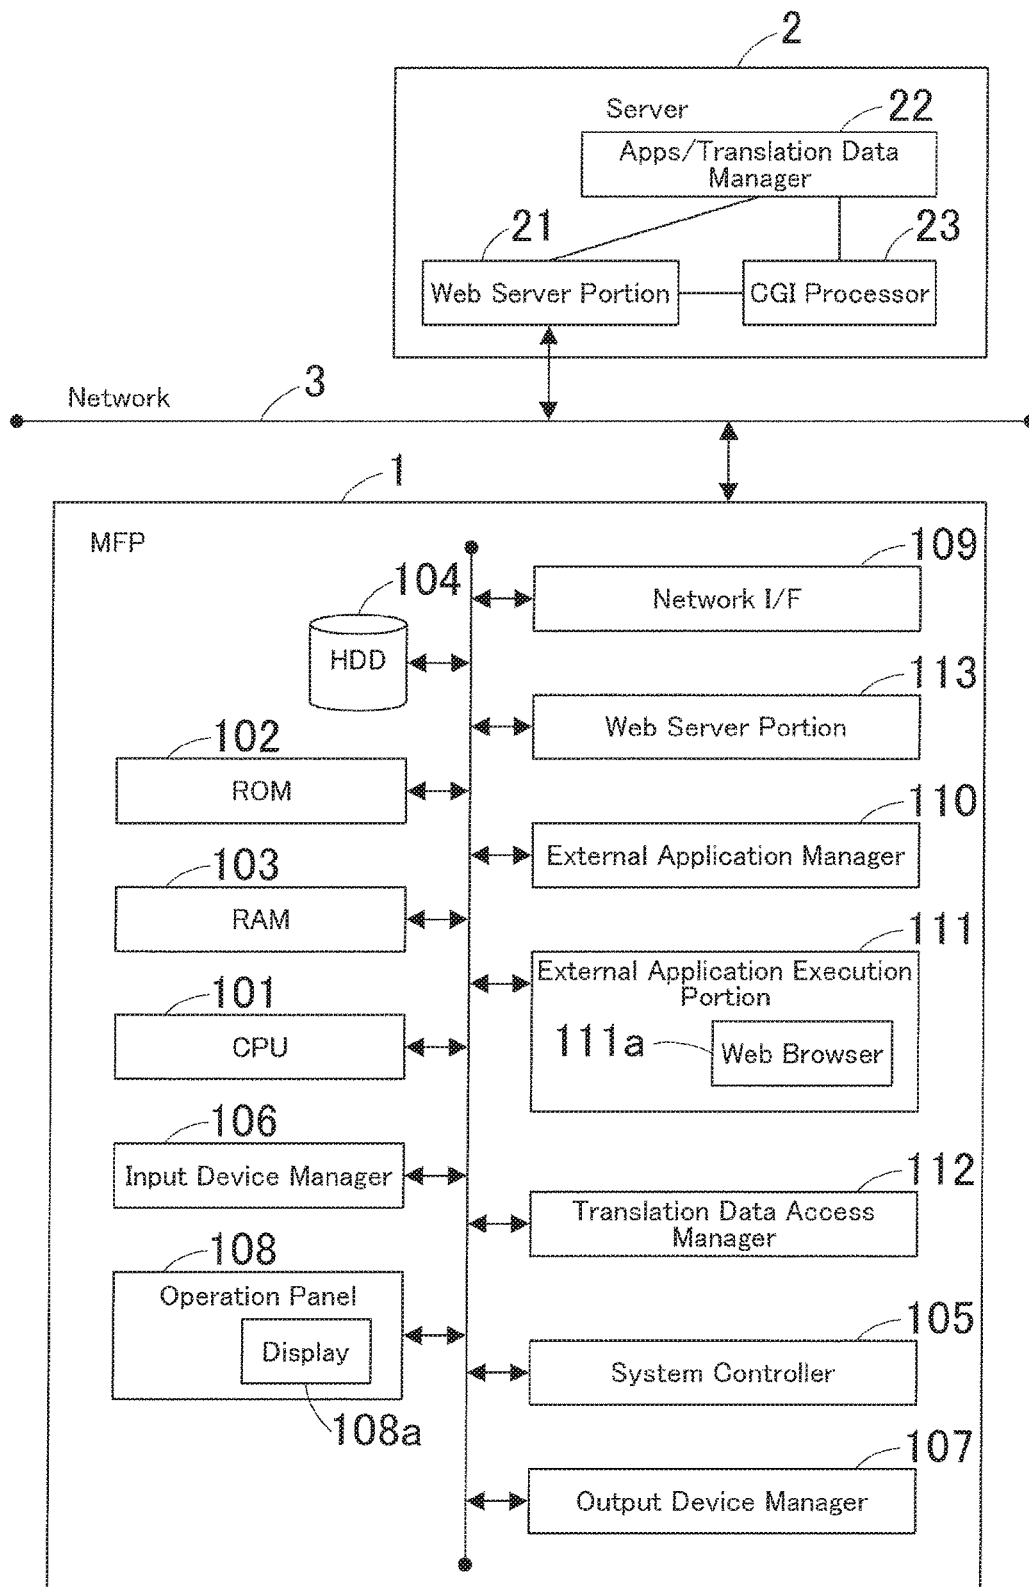 2
Server
22
Apps/Translation Data
Manager
21
23
Web Server Portion
CGI Processor
Network
3
1
MFP
109
104
Network I/F
HDD
113
102
Web Server Portion
ROM
110
103
External Application Manager
RAM
111
External Application Execution
Portion
101
111a
Web Browser
CPU
106
Input Device Manager
112
Translation Data Access
Manager
108
Operation Panel
Display
108a
105
System Controller
107
Output Device Manager